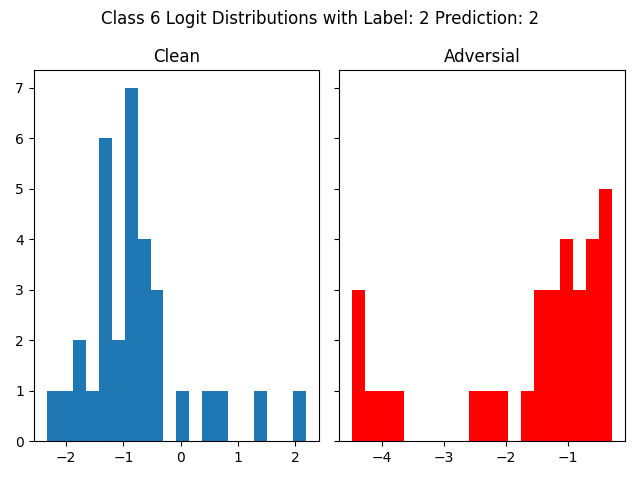 Class 6 Logit Distributions with Label: 2 Prediction: 2
Clean
Adversial
7
6
5
4
3
2
1
0
−2 −1 0 1 2
−4 −3 −2 −1